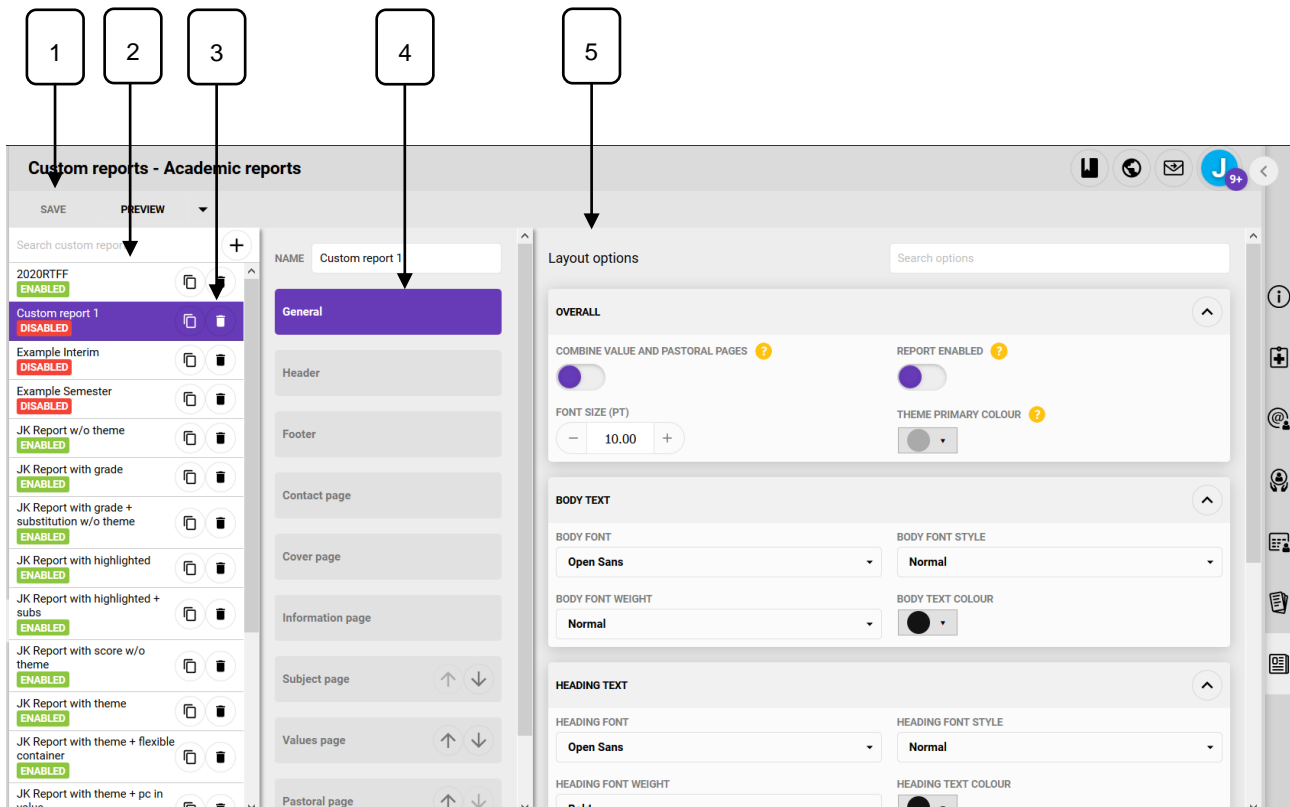 1
2
3
4
5
Custom reports - Academic reports
J
9+
SAVE
PREVIEW
Search custom repor
2020RTFF
ENABLED
Custom report 1
DISABLED
Example Interim
DISABLED
Example Semester
DISABLED
JK Report w/o theme
ENABLED
JK Report with grade
ENABLED
JK Report with grade +
substitution w/o theme
ENABLED
JK Report with highlighted
ENABLED
JK Report with highlighted +
subs
ENABLED
JK Report with score w/o
theme
ENABLED
JK Report with theme
ENABLED
JK Report with theme + flexible
container
ENABLED
JK Report with theme + pc in
value
NAME
Custom report 1
General
Header
Footer
Contact page
Cover page
Information page
Subject page
Values page
Pastoral page
Layout options
Search options
OVERALL
COMBINE VALUE AND PASTORAL PAGES ?
REPORT ENABLED ?
FONT SIZE (PT)
10.00
THEME PRIMARY COLOUR ?
BODY TEXT
BODY FONT
Open Sans
BODY FONT STYLE
Normal
BODY FONT WEIGHT
Normal
BODY TEXT COLOUR
HEADING TEXT
HEADING FONT
Open Sans
HEADING FONT STYLE
Normal
HEADING FONT WEIGHT
HEADING TEXT COLOUR